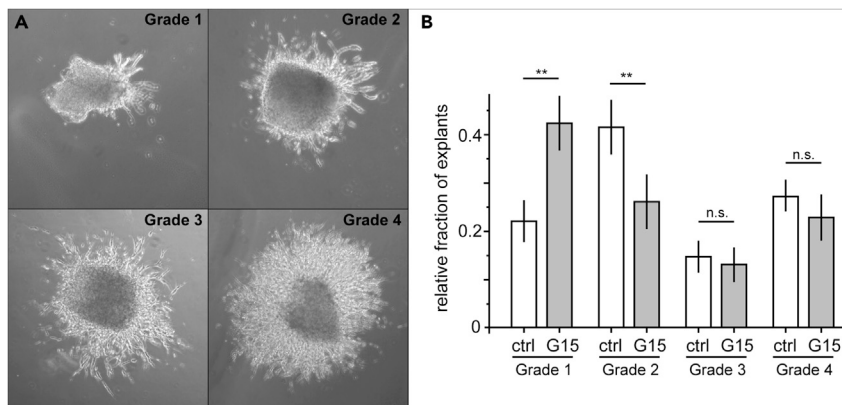 A
Grade 1
Grade 2
Grade 3
Grade 4
B
relative fraction of explants
0.4
0.2
0
**
**
n.s.
n.s.
ctrl G15 ctrl G15 ctrl G15 ctrl G15
Grade 1 Grade 2 Grade 3 Grade 4